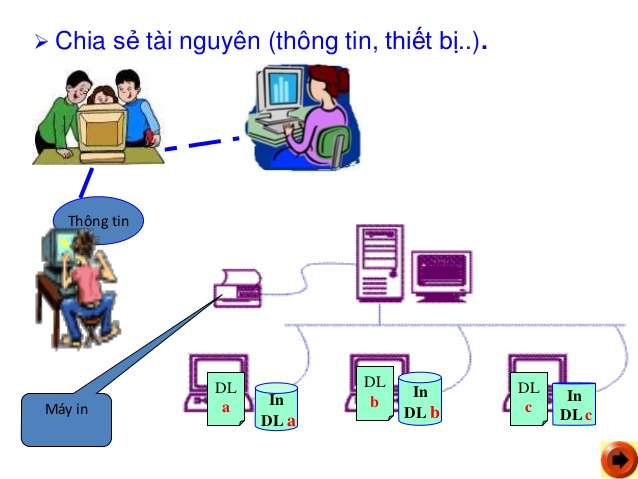 ➢ Chia sẻ tài nguyên (thông tin, thiết bị..).
Thông tin
Máy in
DL
a
In
DL a
DL
b
In
DL b
DL
c
In
DL c